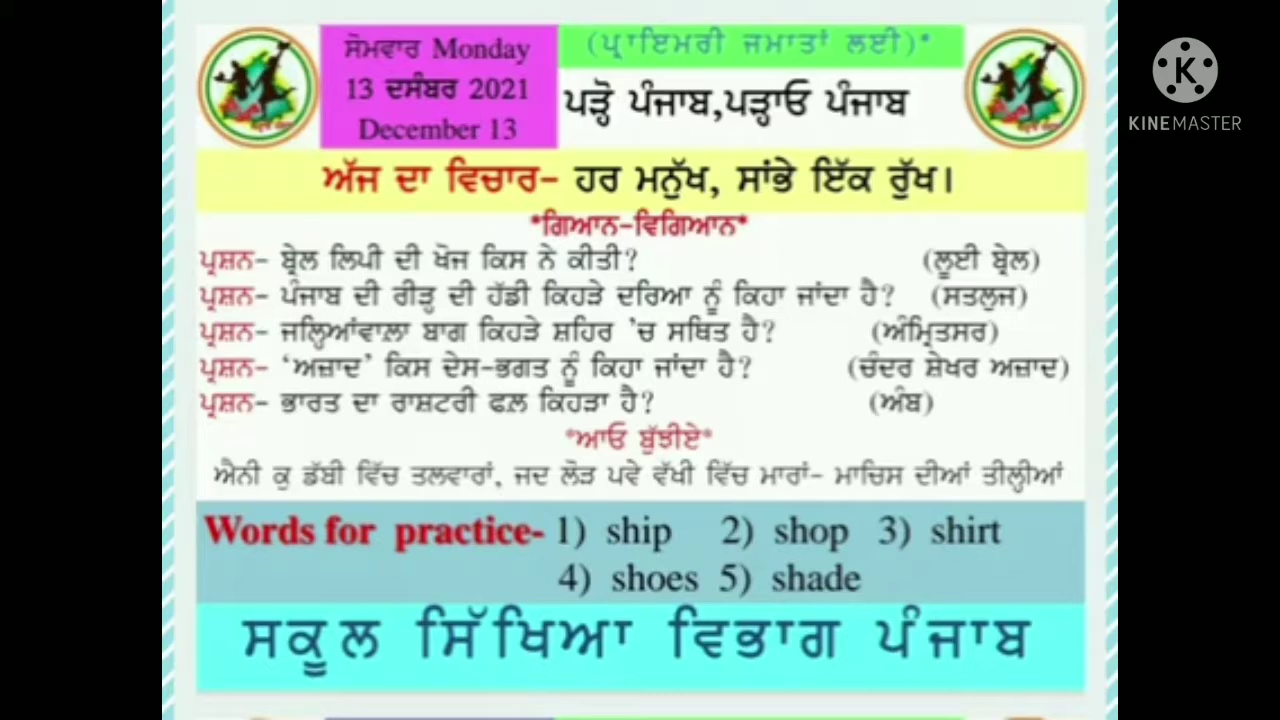 ਸੋਮਵਾਰ Monday
13 ਦਸੰਬਰ 2021
December 13
(ਪ੍ਰਾਇਮਰੀ ਜਮਾਤਾਂ ਲਈ)*
ਪੜ੍ਹੋ ਪੰਜਾਬ,ਪੜ੍ਹਾਓ ਪੰਜਾਬ
KINEMASTER
ਅੱਜ ਦਾ ਵਿਚਾਰ- ਹਰ ਮਨੁੱਖ, ਸਾਂਭੇ ਇੱਕ ਰੁੱਖ।
*ਗਿਆਨ-ਵਿਗਿਆਨ*
ਪ੍ਰਸ਼ਨ- ਬ੍ਰੇਲ ਲਿਪੀ ਦੀ ਖੋਜ ਕਿਸ ਨੇ ਕੀਤੀ? (ਲੂਈ ਬ੍ਰੇਲ)
ਪ੍ਰਸ਼ਨ- ਪੰਜਾਬ ਦੀ ਰੀੜ੍ਹ ਦੀ ਹੱਡੀ ਕਿਹੜੇ ਦਰਿਆ ਨੂੰ ਕਿਹਾ ਜਾਂਦਾ ਹੈ? (ਸਤਲੁਜ)
ਪ੍ਰਸ਼ਨ- ਜਲ੍ਹਿਆਂਵਾਲਾ ਬਾਗ ਕਿਹੜੇ ਸ਼ਹਿਰ 'ਚ ਸਥਿਤ ਹੈ? (ਅੰਮ੍ਰਿਤਸਰ)
ਪ੍ਰਸ਼ਨ- ‘ਅਜ਼ਾਦ’ ਕਿਸ ਦੇਸ-ਭਗਤ ਨੂੰ ਕਿਹਾ ਜਾਂਦਾ ਹੈ? (ਚੰਦਰ ਸ਼ੇਖਰ ਅਜ਼ਾਦ)
ਪ੍ਰਸ਼ਨ- ਭਾਰਤ ਦਾ ਰਾਸ਼ਟਰੀ ਫਲ਼ ਕਿਹੜਾ ਹੈ? (ਅੰਬ)
*ਆਓ ਬੁੱਝੀਏ*
ਐਨੀ ਕੁ ਡੱਬੀ ਵਿੱਚ ਤਲਵਾਰਾਂ, ਜਦ ਲੋੜ ਪਵੇ ਵੱਖੀ ਵਿੱਚ ਮਾਰਾਂ- ਮਾਚਿਸ ਦੀਆਂ ਤੀਲ੍ਹੀਆਂ
Words for practice- 1) ship 2) shop 3) shirt
4) shoes 5) shade
ਸਕੂਲ ਸਿੱਖਿਆ ਵਿਭਾਗ ਪੰਜਾਬ